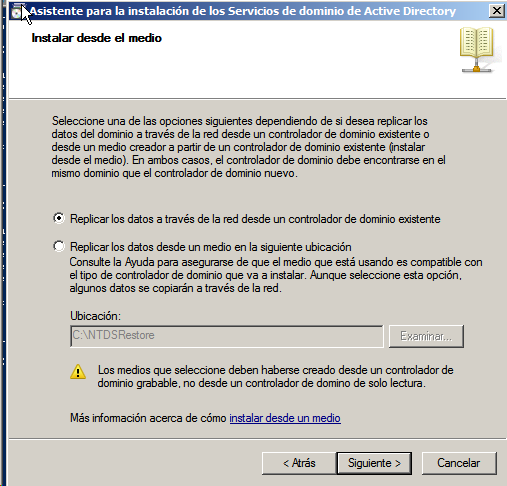 Asistente para la instalación de los Servicios de dominio de Active Directory
Instalar desde el medio
Seleccione una de las opciones siguientes dependiendo de si desea replicar los
datos del dominio a través de la red desde un controlador de dominio existente o
desde un medio creador a partir de un controlador de dominio existente (instalar
desde el medio). En ambos casos, el controlador de dominio debe encontrarse en el
mismo dominio que el controlador de dominio nuevo.
Replicar los datos a través de la red desde un controlador de dominio existente
Replicar los datos desde un medio en la siguiente ubicación
Consulte la Ayuda para asegurarse de que el medio que está usando es compatible con
el tipo de controlador de dominio que va a instalar. Aunque seleccione esta opción,
algunos datos se copiarán a través de la red.
Ubicación:
C:\NTDSRestore
Examinar...
Los medios que seleccione deben haberse creado desde un controlador de
dominio grabable, no desde un controlador de domino de solo lectura.
Más información acerca de cómo instalar desde un medio
< Atrás
Siguiente >
Cancelar